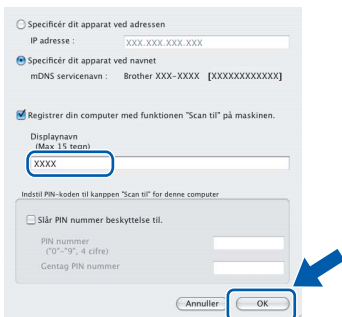 Specificér dit apparat ved adressen
IP adresse : XXX.XXX.XXX.XXX
Specificér dit apparat ved navnet
mDNS servicenavn : Brother XXX-XXXX [XXXXXXXXXXXX]
Registrer din computer med funktionen "Scan til" på maskinen.
Displaynavn
(Max 15 tegn)
XXXX
Indstil PIN-koden til kanppen "Scan til" for denne computer
Slår PIN nummer beskyttelse til.
PIN nummer
("0"-"9", 4 cifre)
Gentag PIN nummer
Annuller OK